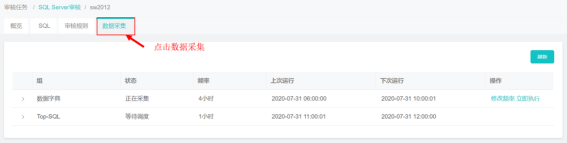 审核任务 / SQL Server审核 / sw2012
概览 SQL 审核规则 数据采集
点击数据采集
刷新
组 状态 频率 上次运行 下次运行 操作
数据字典 正在采集 4小时 2020-07-31 06:00:00 2020-07-31 10:00:01 修改频率 立即执行
Top-SQL 等待调度 1小时 2020-07-31 11:00:01 2020-07-31 12:00:00